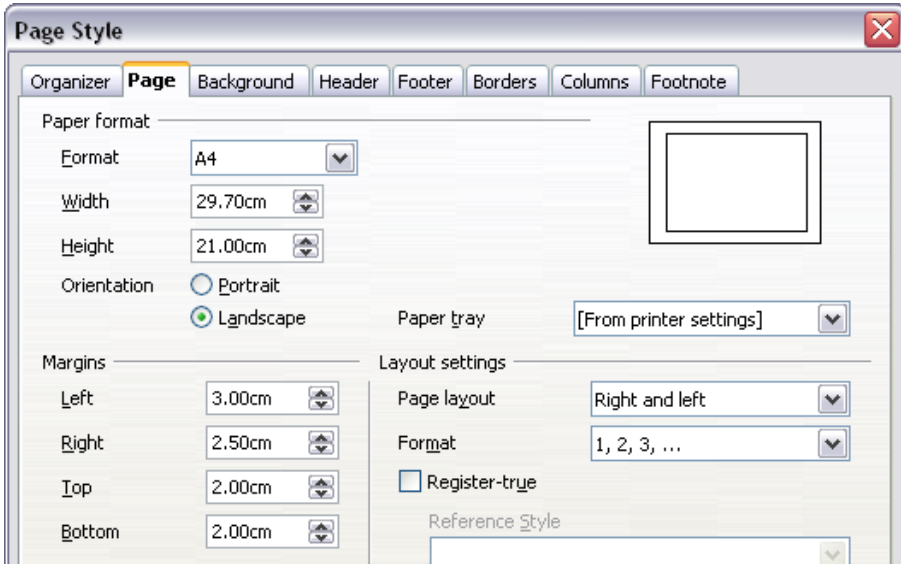 Page Style
Organizer Page Background Header Footer Borders Columns Footnote
Paper format
Format A4
Width 29.70cm
Height 21.00cm
Orientation Portrait
Landscape Paper tray [From printer settings]
Margins Layout settings
Left 3.00cm Page layout Right and left
Right 2.50cm Format 1, 2, 3, ...
Top 2.00cm Register-true
Bottom 2.00cm Reference Style